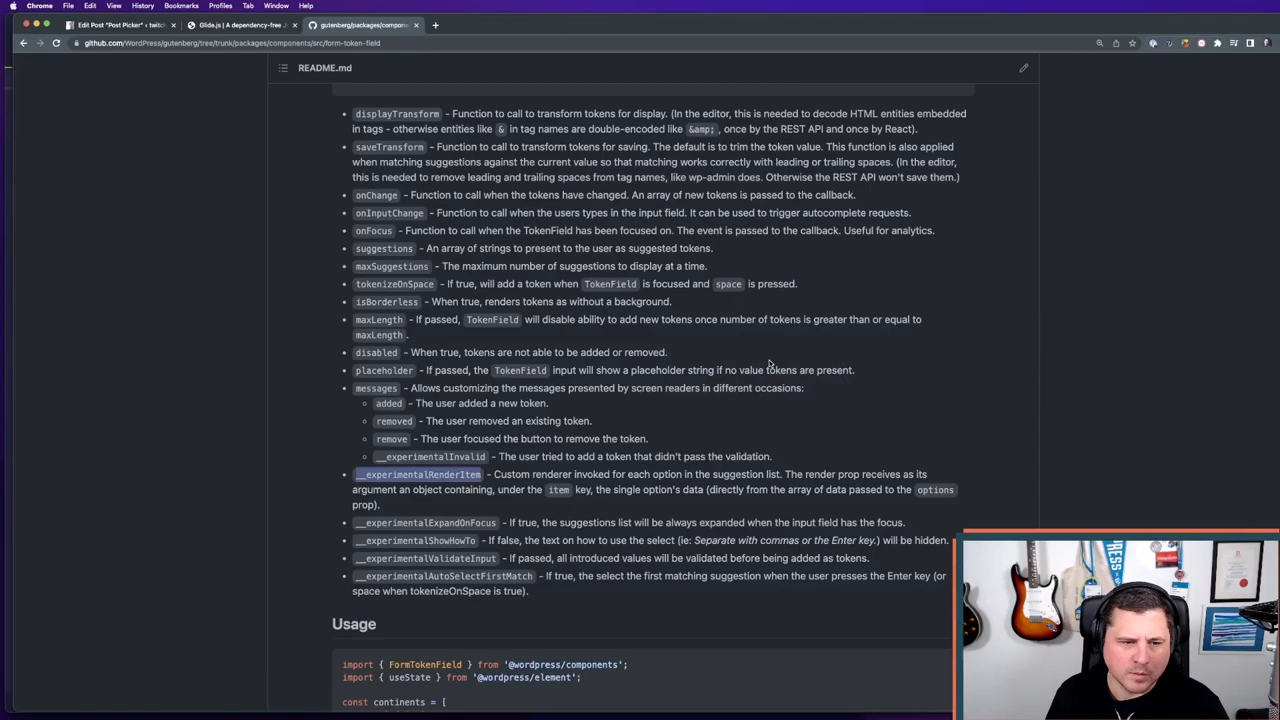 Chrome File Edit View History Bookmarks Profiles Tab Window Help
Edit Post "Post Picker" ‹ twitch
Glide.js | A dependency-free J
gutenberg/packages/compone
github.com/WordPress/gutenberg/tree/trunk/packages/components/src/form-token-field
README.md
displayTransform - Function to call to transform tokens for display. (In the editor, this is needed to decode HTML entities embedded
in tags - otherwise entities like & in tag names are double-encoded like &amp;, once by the REST API and once by React).
saveTransform - Function to call to transform tokens for saving. The default is to trim the token value. This function is also applied
when matching suggestions against the current value so that matching works correctly with leading or trailing spaces. (In the editor,
this is needed to remove leading and trailing spaces from tag names, like wp-admin does. Otherwise the REST API won't save them.)
onChange - Function to call when the tokens have changed. An array of new tokens is passed to the callback.
onInputChange - Function to call when the users types in the input field. It can be used to trigger autocomplete requests.
onFocus - Function to call when the TokenField has been focused on. The event is passed to the callback. Useful for analytics.
suggestions - An array of strings to present to the user as suggested tokens.
maxSuggestions - The maximum number of suggestions to display at a time.
tokenizeOnSpace - If true, will add a token when TokenField is focused and space is pressed.
isBorderless - When true, renders tokens as without a background.
maxLength - If passed, TokenField will disable ability to add new tokens once number of tokens is greater than or equal to
maxLength.
disabled - When true, tokens are not able to be added or removed.
placeholder - If passed, the TokenField input will show a placeholder string if no value tokens are present.
messages - Allows customizing the messages presented by screen readers in different occasions:
added - The user added a new token.
removed - The user removed an existing token.
remove - The user focused the button to remove the token.
__experimentalInvalid - The user tried to add a token that didn't pass the validation.
__experimentalRenderItem - Custom renderer invoked for each option in the suggestion list. The render prop receives as its
argument an object containing, under the item key, the single option's data (directly from the array of data passed to the options
prop).
__experimentalExpandOnFocus - If true, the suggestions list will be always expanded when the input field has the focus.
__experimentalShowHowTo - If false, the text on how to use the select (ie: Separate with commas or the Enter key.) will be hidden.
__experimentalValidateInput - If passed, all introduced values will be validated before being added as tokens.
__experimentalAutoSelectFirstMatch - If true, the select the first matching suggestion when the user presses the Enter key (or
space when tokenizeOnSpace is true).
Usage
import { FormTokenField } from '@wordpress/components';
import { useState } from '@wordpress/element';
const continents = [